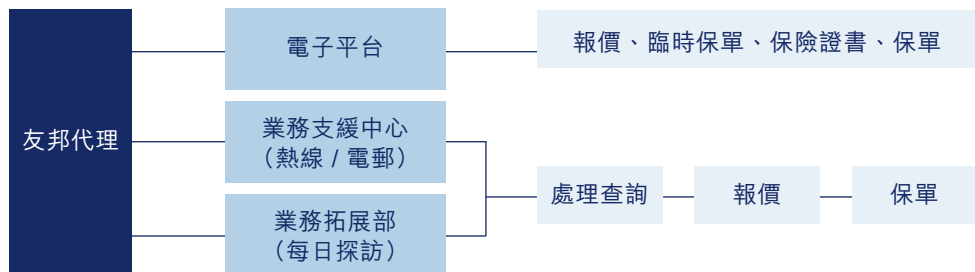 友邦代理
電子平台
報價、臨時保單、保險證書、保單
業務支緩中心
（熱線 / 電郵）
業務拓展部
（每日探訪）
處理查詢
報價
保單